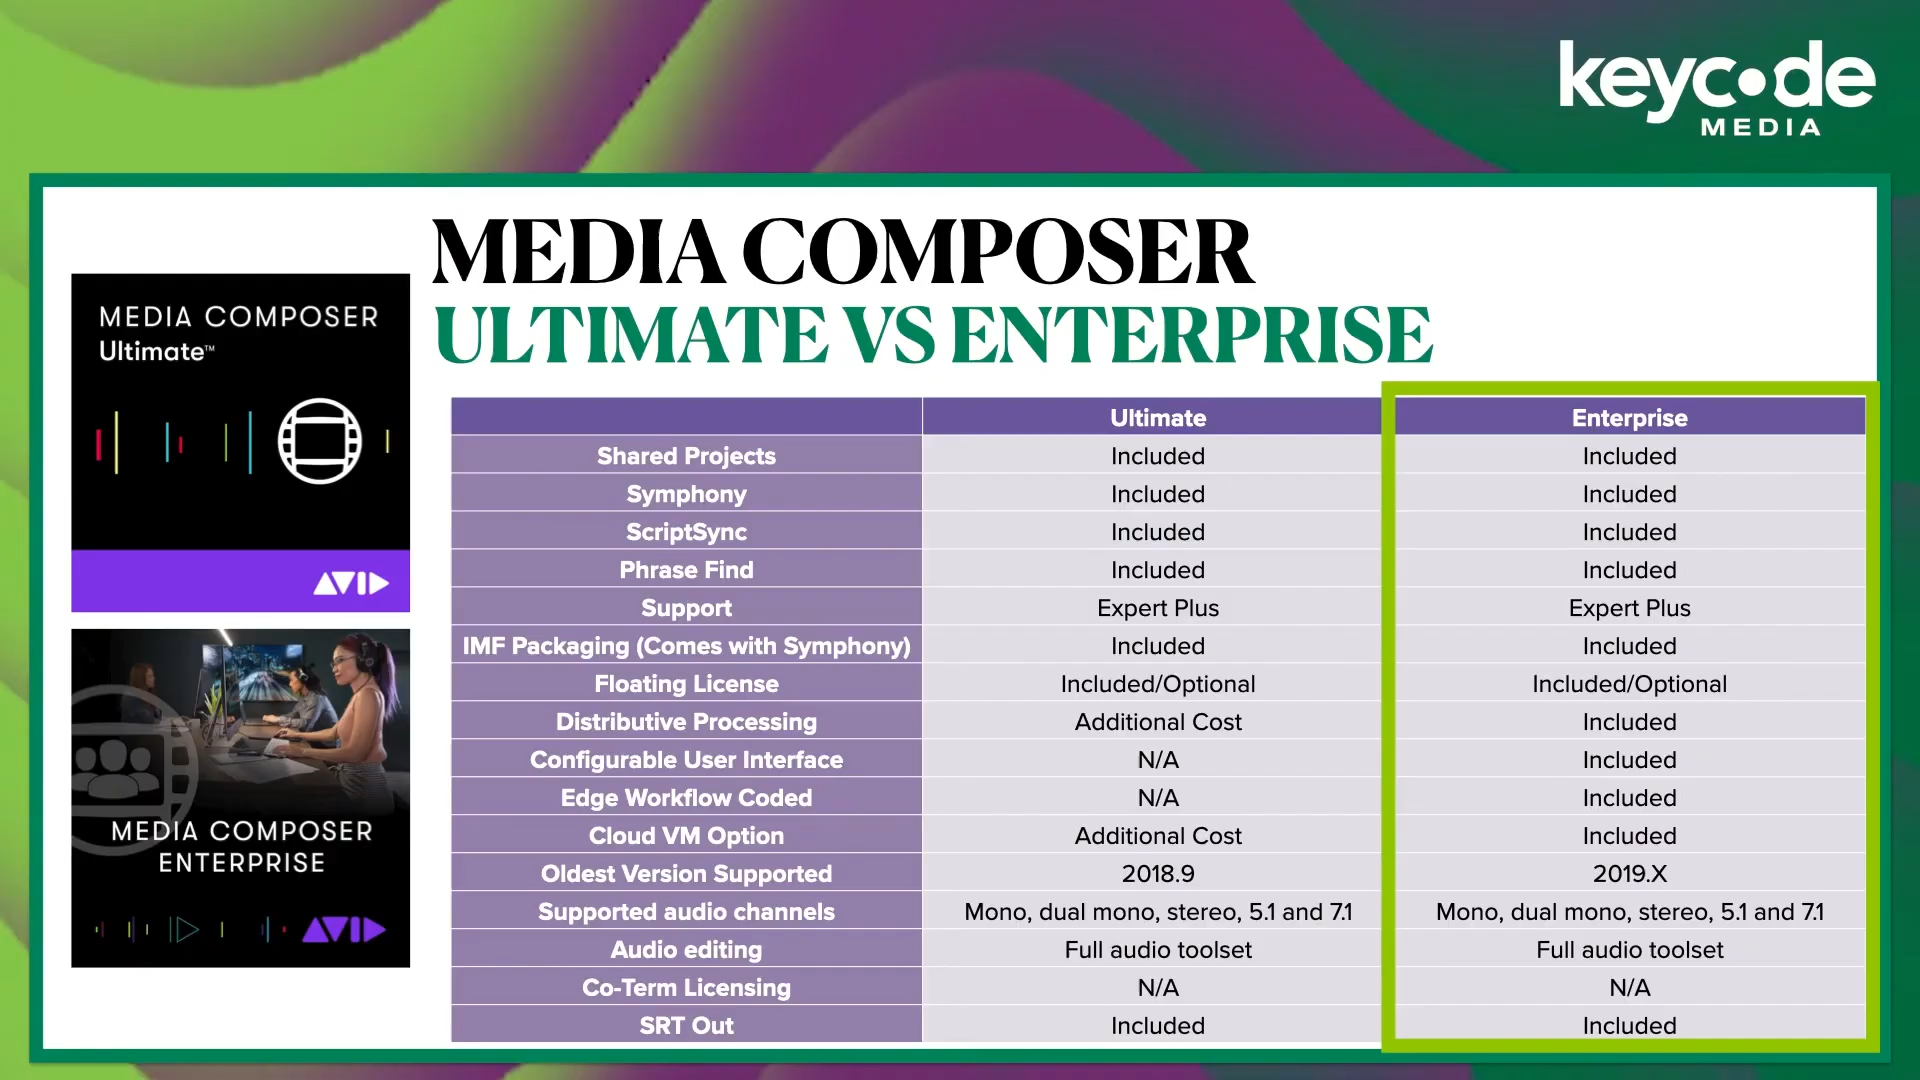 keycode
MEDIA
MEDIA COMPOSER
ULTIMATE VS ENTERPRISE
MEDIA COMPOSER
Ultimate™
AVID
MEDIA COMPOSER
ENTERPRISE
AVID
Ultimate Enterprise
Shared Projects Included Included
Symphony Included Included
ScriptSync Included Included
Phrase Find Included Included
Support Expert Plus Expert Plus
IMF Packaging (Comes with Symphony) Included Included
Floating License Included/Optional Included/Optional
Distributive Processing Additional Cost Included
Configurable User Interface N/A Included
Edge Workflow Coded N/A Included
Cloud VM Option Additional Cost Included
Oldest Version Supported 2018.9 2019.X
Supported audio channels Mono, dual mono, stereo, 5.1 and 7.1 Mono, dual mono, stereo, 5.1 and 7.1
Audio editing Full audio toolset Full audio toolset
Co-Term Licensing N/A N/A
SRT Out Included Included